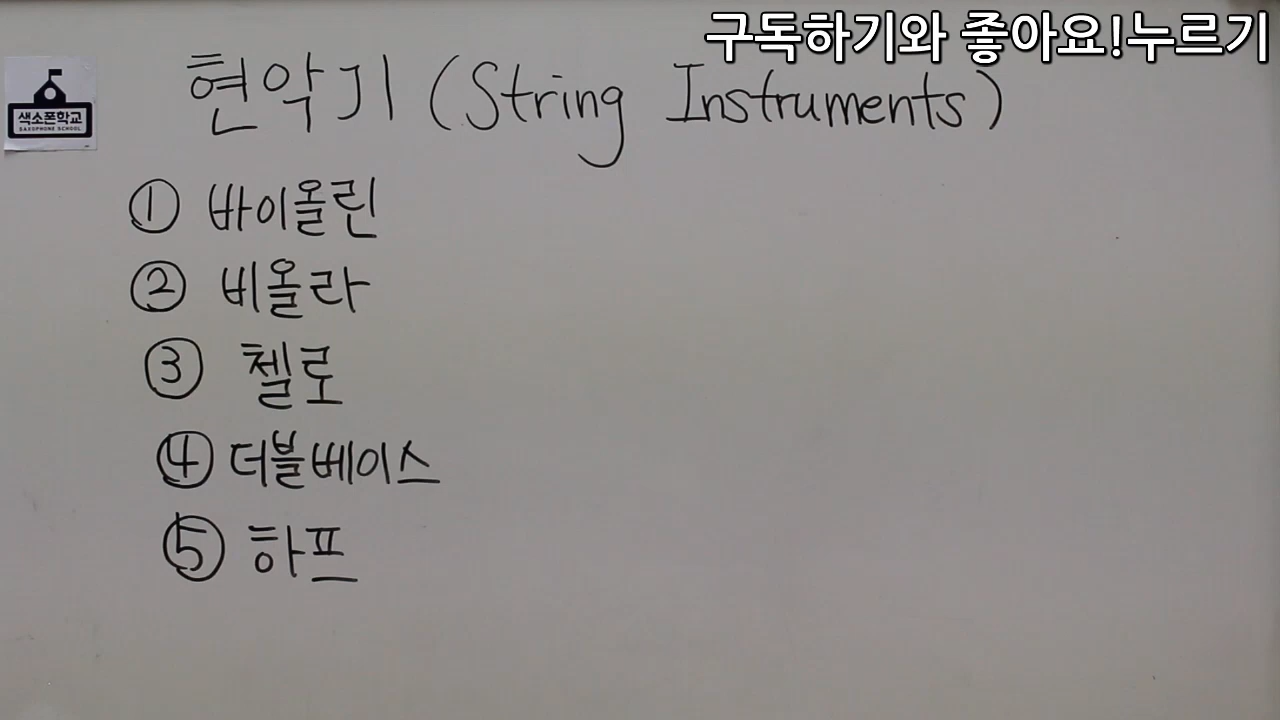 구독하기와 좋아요!누르기
색소폰학교
SAXOPHONE SCHOOL
현악기 (String Instruments)
① 바이올린
② 비올라
③ 첼로
④ 더블베이스
⑤ 하프